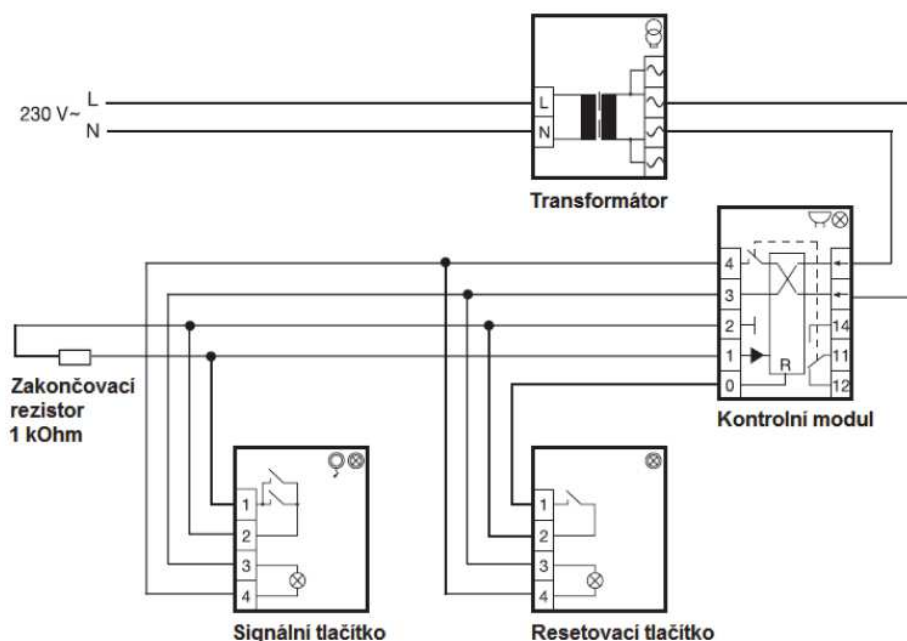 L
230 V~
N
L
N
Transformátor
4
3
2
1
0
R
14
11
12
Kontrolní modul
Zakončovací
rezistor
1 kOhm
1
2
3
4
Signální tlačítko
1
2
3
4
Resetovací tlačítko